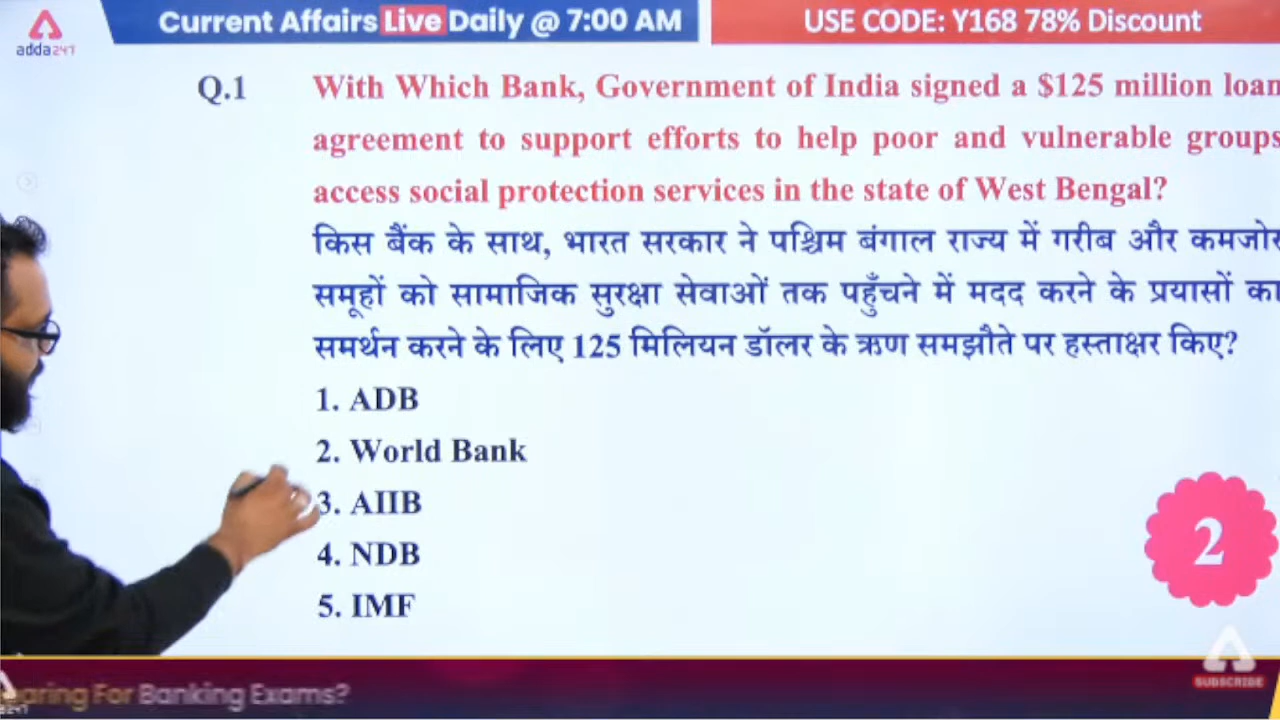 Current Affairs Live Daily @ 7:00 AM
USE CODE: Y168 78% Discount
adda247
Q.1 With Which Bank, Government of India signed a $125 million loan
agreement to support efforts to help poor and vulnerable groups
access social protection services in the state of West Bengal?
किस बैंक के साथ, भारत सरकार ने पश्चिम बंगाल राज्य में गरीब और कमजोर
समूहों को सामाजिक सुरक्षा सेवाओं तक पहुँचने में मदद करने के प्रयासों का
समर्थन करने के लिए 125 मिलियन डॉलर के ऋण समझौते पर हस्ताक्षर किए?
1. ADB
2. World Bank
3. AIIB
4. NDB
5. IMF
2
SUBSCRIBE
For Banking Exams?